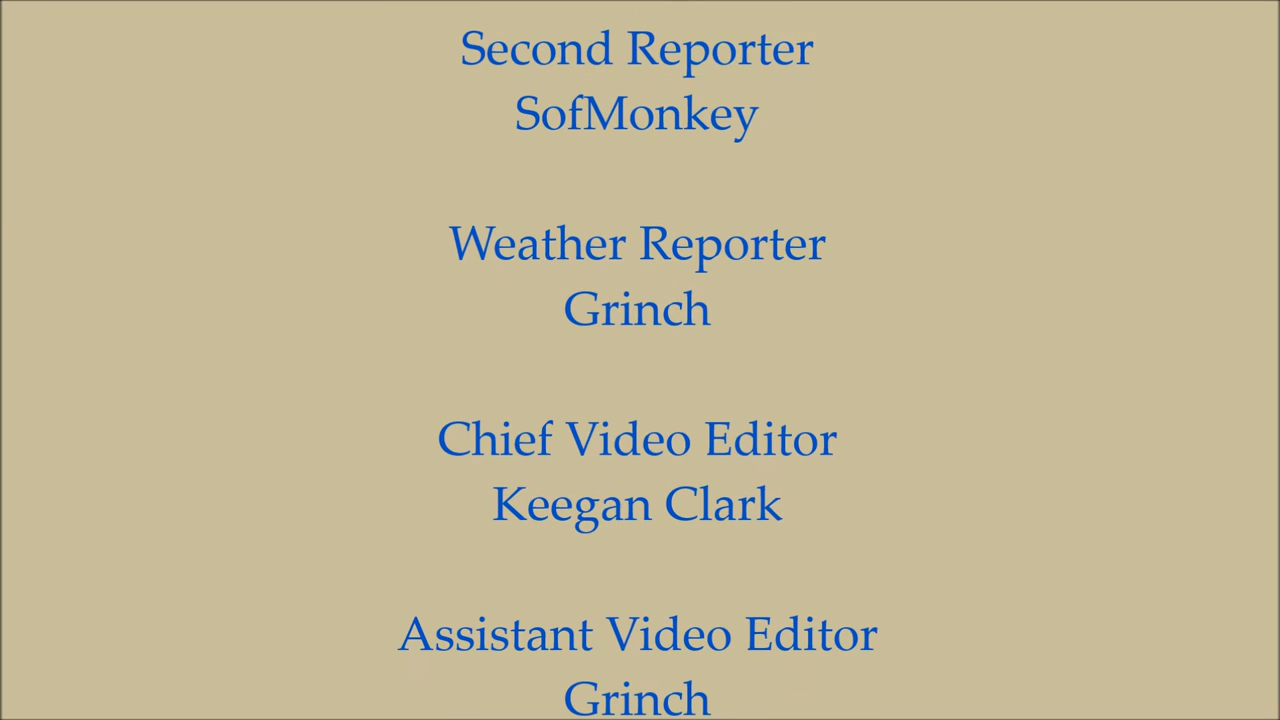 Second Reporter
SofMonkey
Weather Reporter
Grinch
Chief Video Editor
Keegan Clark
Assistant Video Editor
Grinch